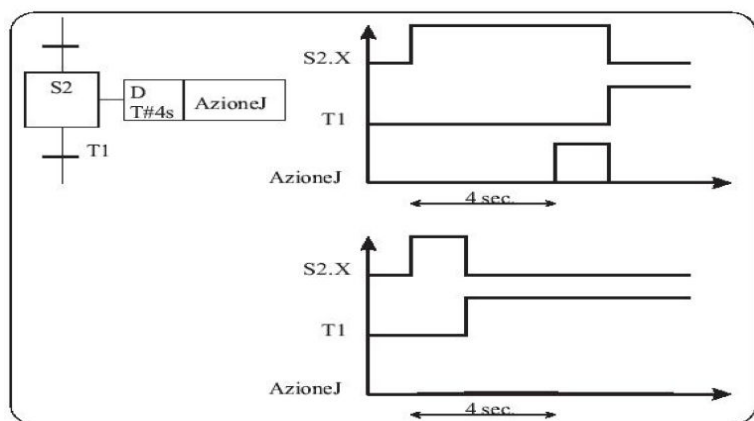 S2
D
T#4s
AzioneJ
T1
S2.X
T1
AzioneJ
4 sec.
S2.X
T1
AzioneJ
4 sec.